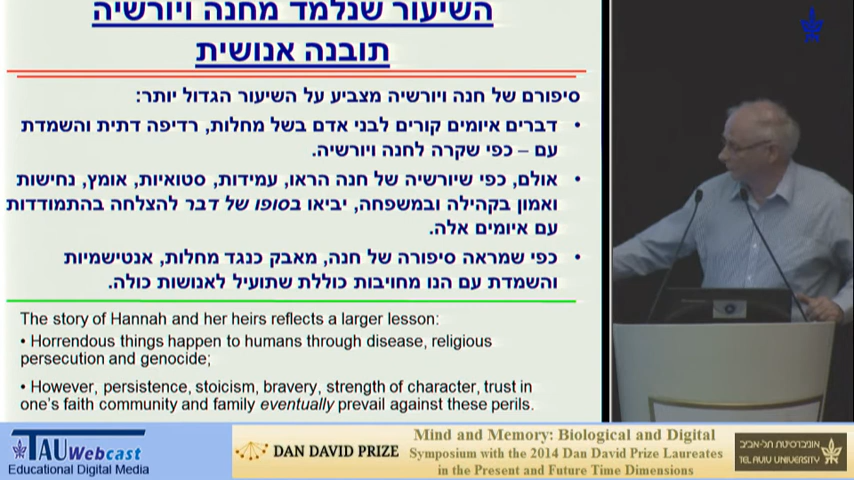 השיעור שנלמד מחנה ויורשיה
תובנה אנושית
סיפורם של חנה ויורשיה מצביע על השיעור הגדול יותר:
• דברים איומים קורים לבני אדם בשל מחלות, רדיפה דתית והשמדת
עם – כפי שקרה לחנה ויורשיה.
• אולם, כפי שיורשיה של חנה הראו, עמידות, סטואיות, אומץ, נחישות
ואמון בקהילה ובמשפחה, יביאו בסופו של דבר להצלחה בהתמודדות
עם איומים אלה.
• כפי שמראה סיפורה של חנה, מאבק כנגד מחלות, אנטישמיות
והשמדת עם הנו מחויבות כוללת שתועיל לאנושות כולה.
The story of Hannah and her heirs reflects a larger lesson:
• Horrendous things happen to humans through disease, religious
persecution and genocide;
• However, persistence, stoicism, bravery, strength of character, trust in
one's faith community and family eventually prevail against these perils.
TAU Webcast
Educational Digital Media
DAN DAVID PRIZE
Mind and Memory: Biological and Digital
Symposium with the 2014 Dan David Prize Laureates
in the Present and Future Time Dimensions
אוניברסיטת תל-אביב
TEL AVIV UNIVERSITY